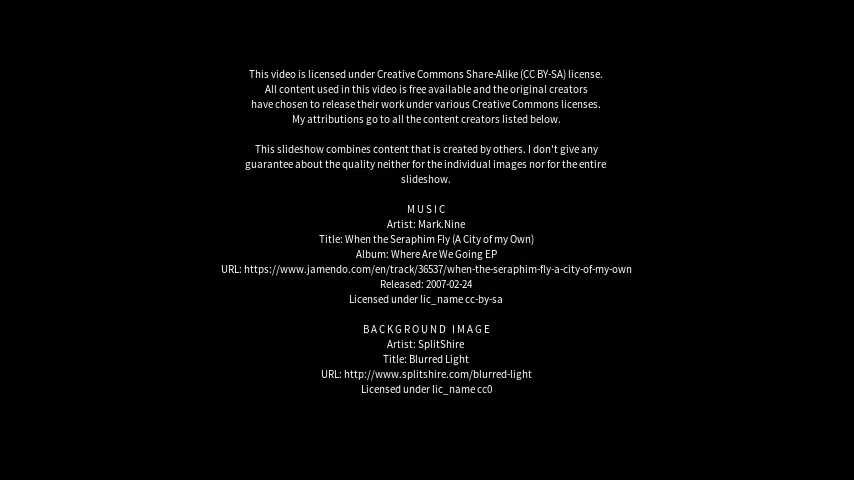 This video is licensed under Creative Commons Share-Alike (CC BY-SA) license.
All content used in this video is free available and the original creators
have chosen to release their work under various Creative Commons licenses.
My attributions go to all the content creators listed below.
This slideshow combines content that is created by others. I don't give any
guarantee about the quality neither for the individual images nor for the entire
slideshow.
MUSIC
Artist: Mark.Nine
Title: When the Seraphim Fly (A City of my Own)
Album: Where Are We Going EP
URL: https://www.jamendo.com/en/track/36537/when-the-seraphim-fly-a-city-of-my-own
Released: 2007-02-24
Licensed under lic_name cc-by-sa
BACKGROUND IMAGE
Artist: SplitShire
Title: Blurred Light
URL: http://www.splitshire.com/blurred-light
Licensed under lic_name cc0